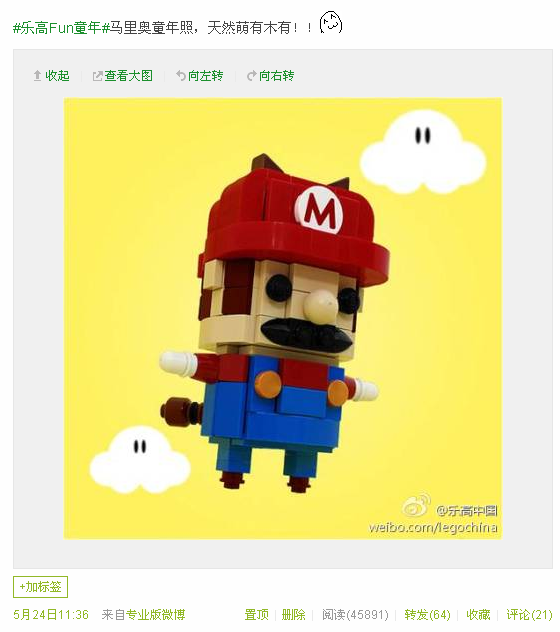 #乐高Fun童年#马里奥童年照，天然萌有木有！！
收起 查看大图 向左转 向右转
M
@乐高中国
weibo.com/legochina
+加标签
5月24日11:36 来自专业版微博 置顶 删除 阅读(45891) 转发(64) 收藏 评论(21)